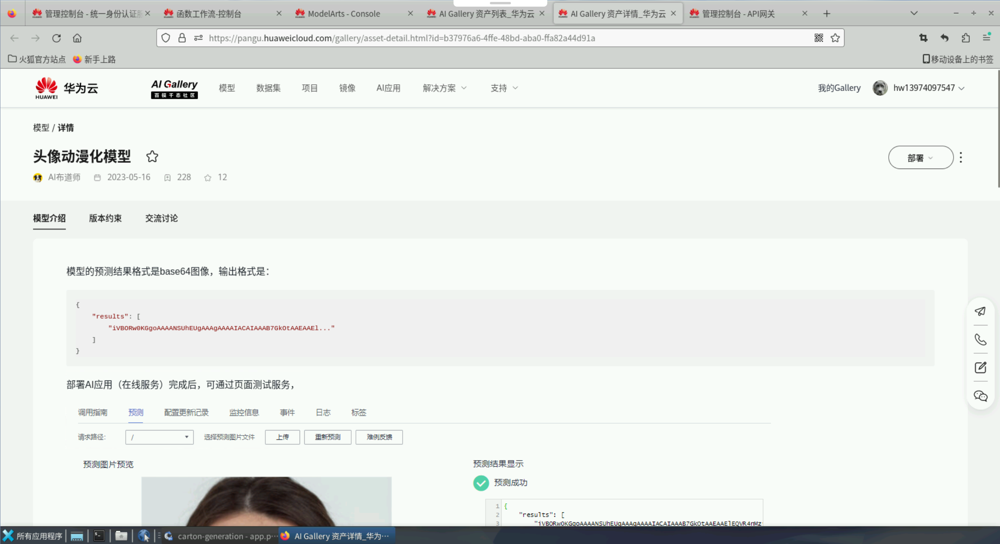 管理控制台 - 统一身份认证服
函数工作流-控制台
ModelArts - Console
AI Gallery 资产列表_华为云
AI Gallery 资产详情_华为云
管理控制台 - API网关
https://pangu.huaweicloud.com/gallery/asset-detail.html?id=b37976a6-4ffe-48bd-aba0-ffa82a44d91a
火狐官方站点
新手上路
移动设备上的书签
HUAWEI
华为云
AI Gallery
百模千态社区
模型
数据集
项目
镜像
AI应用
解决方案
支持
我的Gallery
hw13974097547
模型 / 详情
头像动漫化模型
部署
AI布道师
2023-05-16
228
12
模型介绍
版本约束
交流讨论
模型的预测结果格式是base64图像，输出格式是：
{
"results": [
"iVBORw0KGgoAAAANSUhEUgAAAgAAAAIACAIAAAB7GkOtAAEAAEl..."
]
}
部署AI应用（在线服务）完成后，可通过页面测试服务，
调用指南
预测
配置更新记录
监控信息
事件
日志
标签
请求路径：
/
选择预测图片文件
上传
重新预测
难例反馈
预测图片预览
预测结果显示
预测成功
1 {
2 "results": [
3 "iVBORw0KGgoAAAANSUhEUgAAAgAAAAIACAIAAAB7GkOtAAEAAElEQVR4nMz
所有应用程序
carton-generation - app.p···
AI Gallery 资产详情_华为···